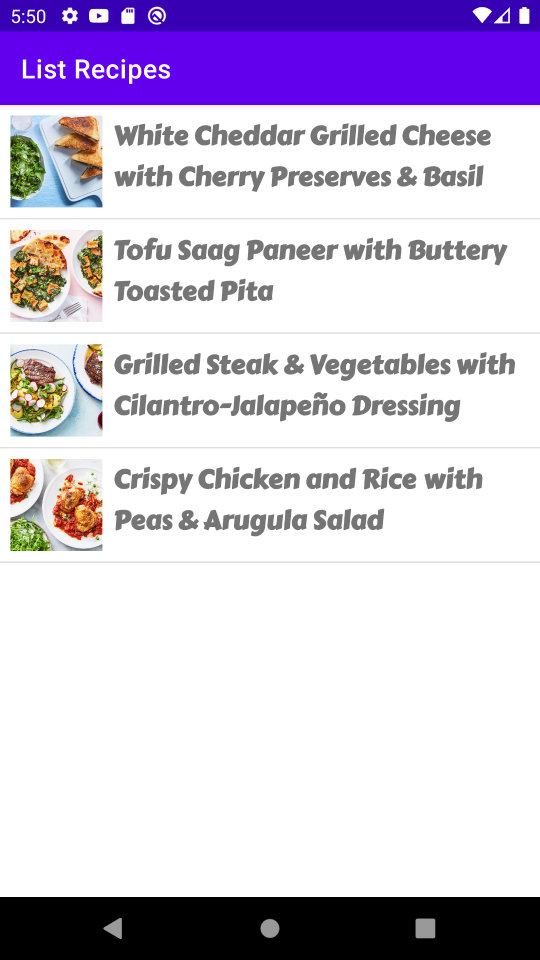 5:50
List Recipes
White Cheddar Grilled Cheese
with Cherry Preserves & Basil
Tofu Saag Paneer with Buttery
Toasted Pita
Grilled Steak & Vegetables with
Cilantro-Jalapeño Dressing
Crispy Chicken and Rice with
Peas & Arugula Salad